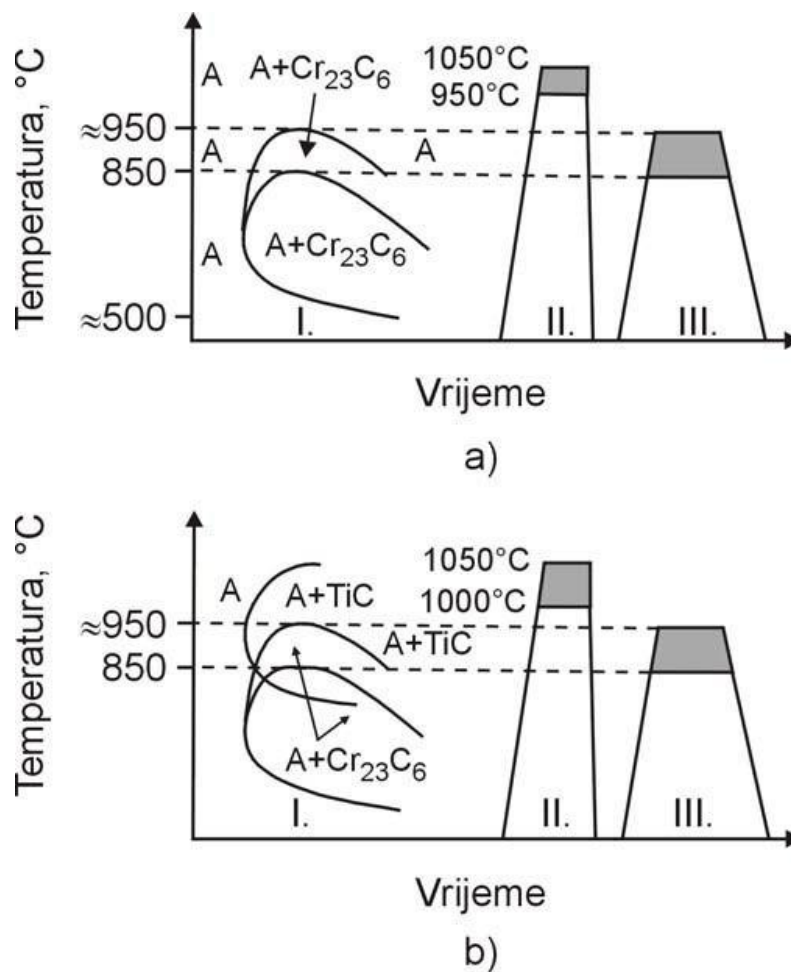 Temperatura, °C
A
A+Cr₂₃C₆
1050°C
950°C
≈950
A
A
850
A
A+Cr₂₃C₆
≈500
I.
II.
III.
Vrijeme
a)
Temperatura, °C
A
A+TiC
1050°C
1000°C
≈950
A+TiC
850
A+Cr₂₃C₆
I.
II.
III.
Vrijeme
b)